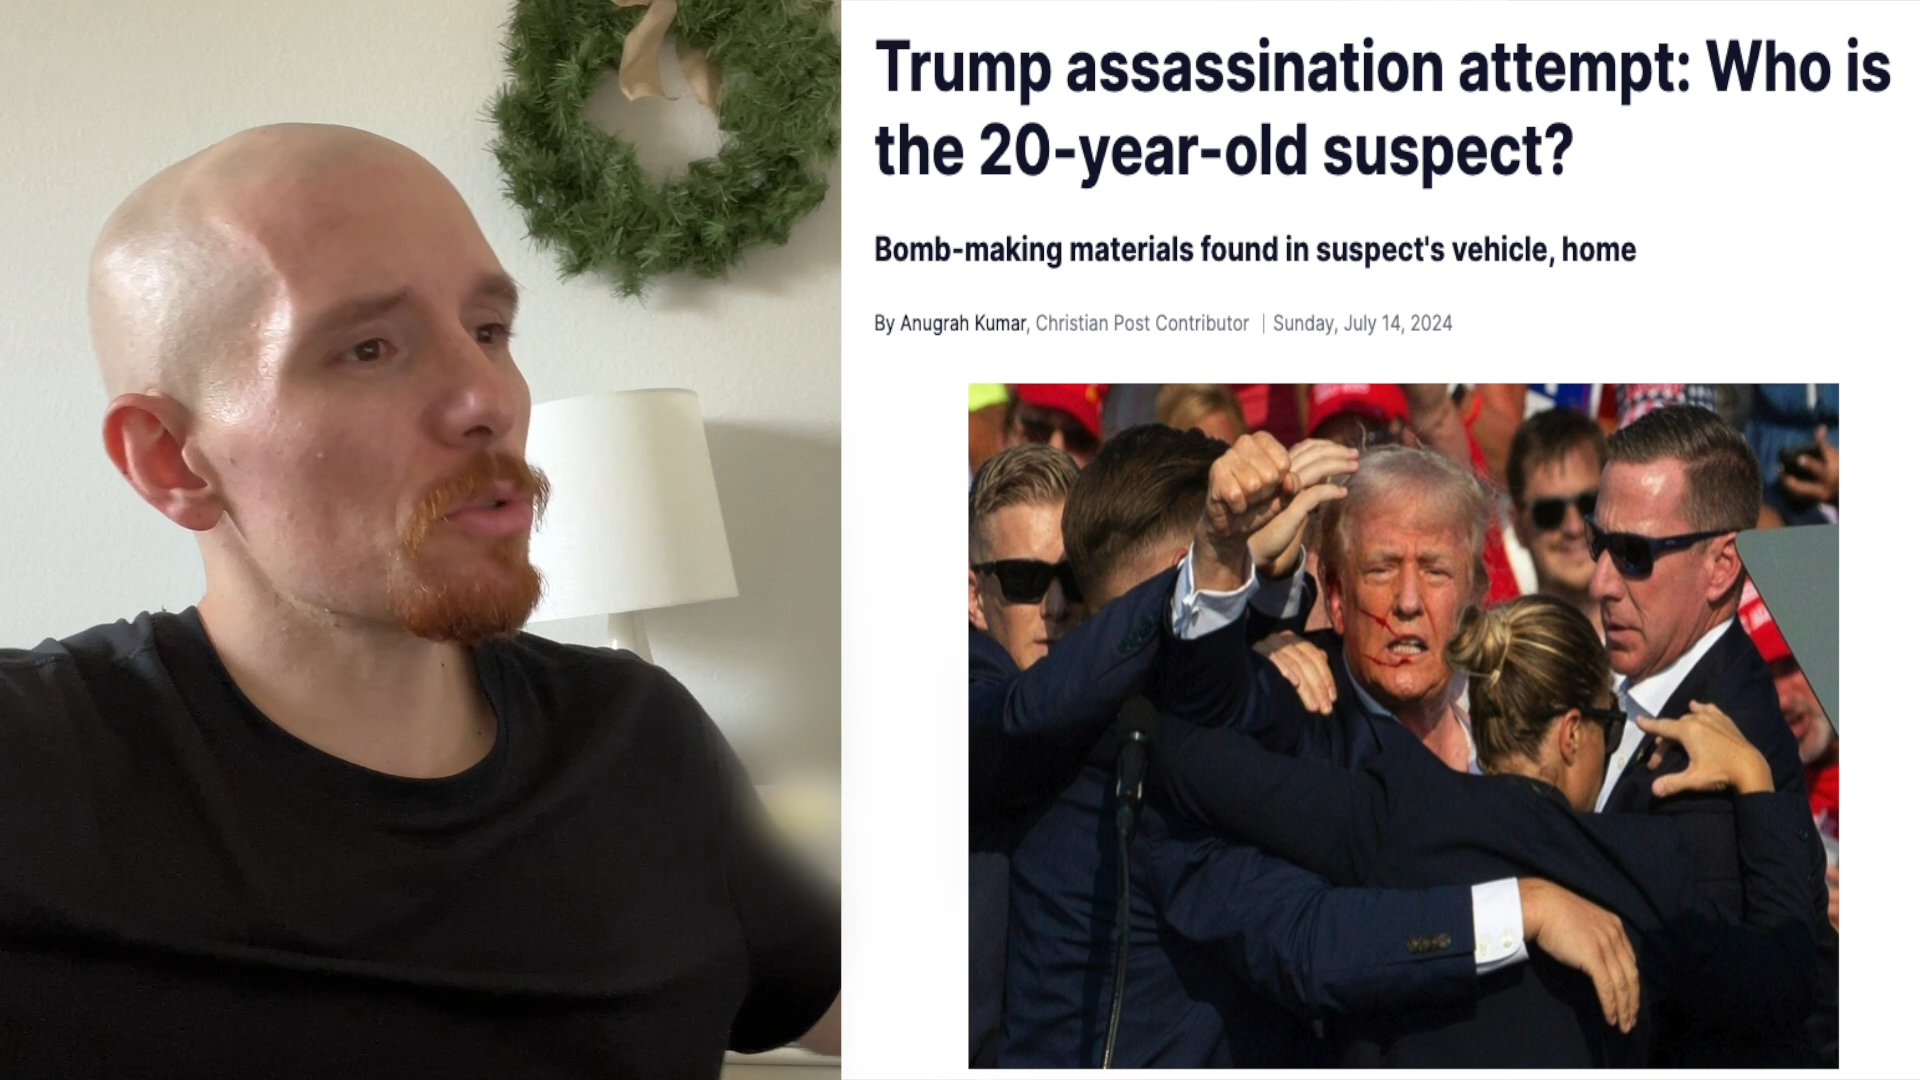 Trump assassination attempt: Who is
the 20-year-old suspect?
Bomb-making materials found in suspect's vehicle, home
By Anugrah Kumar, Christian Post Contributor | Sunday, July 14, 2024